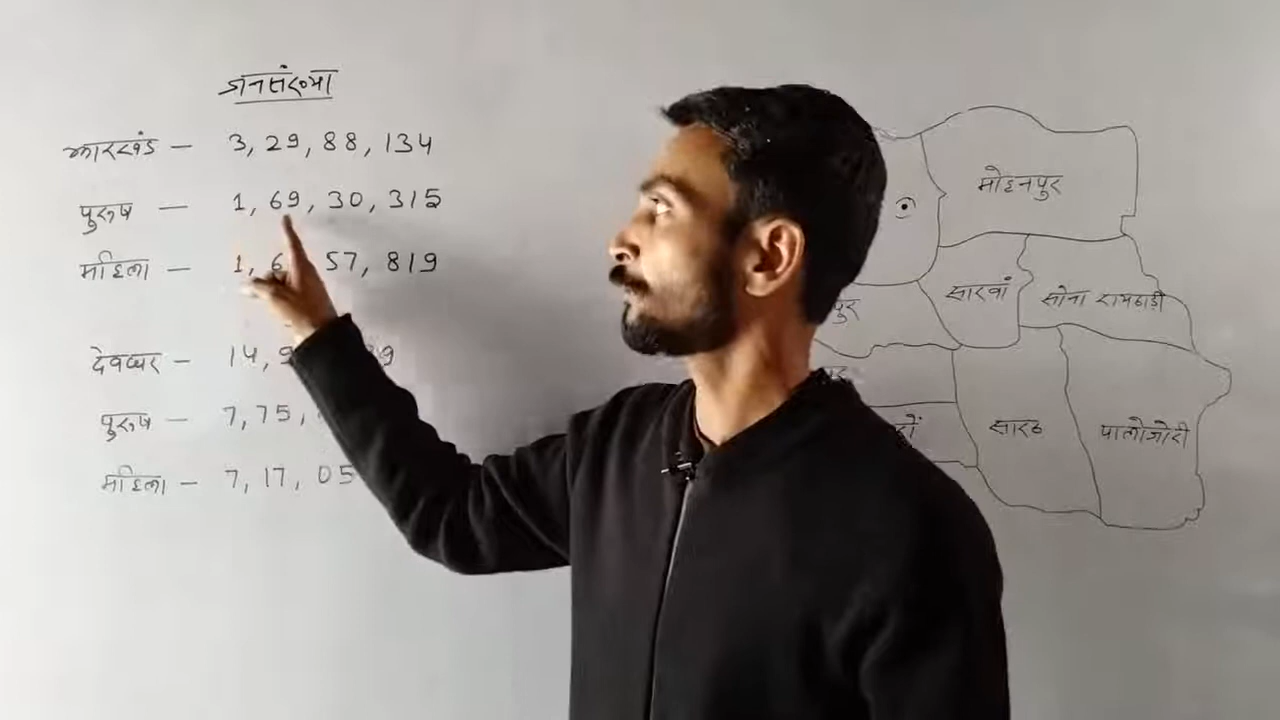 जनसंख्या
झारखंड — 3, 29, 88, 134
पुरुष — 1, 69, 30, 315
महिला — 1, 6 57, 819
देवघर — 14, 9
पुरुष — 7, 75,
महिला — 7, 17, 05
मोहनपुर
सारवां
सोना रायठाडी
पुर
सारठ
पालोजोरी